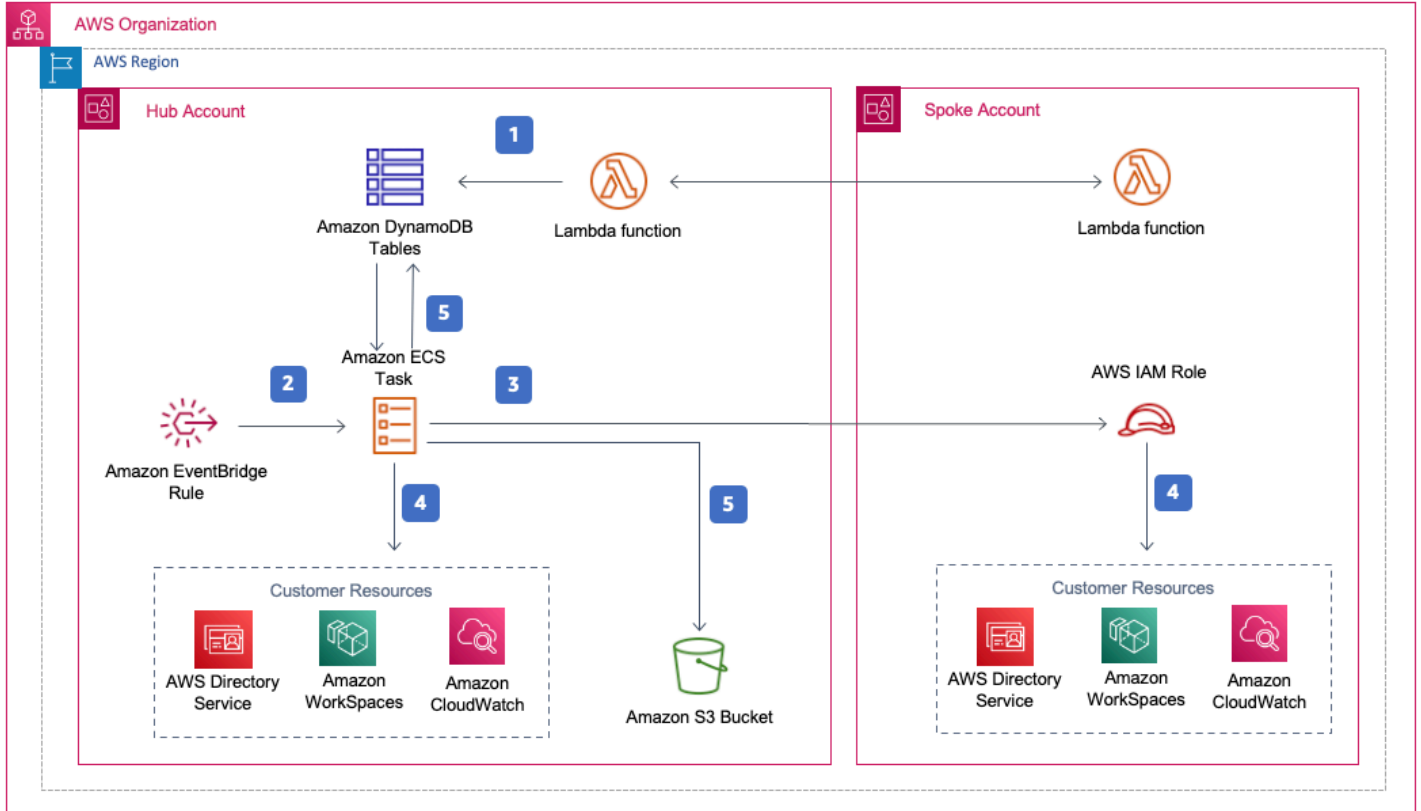 AWS Organization
AWS Region
Hub Account
Spoke Account
1
Amazon DynamoDB
Tables
Lambda function
Lambda function
5
Amazon ECS
Task
2
3
AWS IAM Role
Amazon EventBridge
Rule
4
5
4
Customer Resources
AWS Directory
Service
Amazon
WorkSpaces
Amazon
CloudWatch
Amazon S3 Bucket
Customer Resources
AWS Directory
Service
Amazon
WorkSpaces
Amazon
CloudWatch